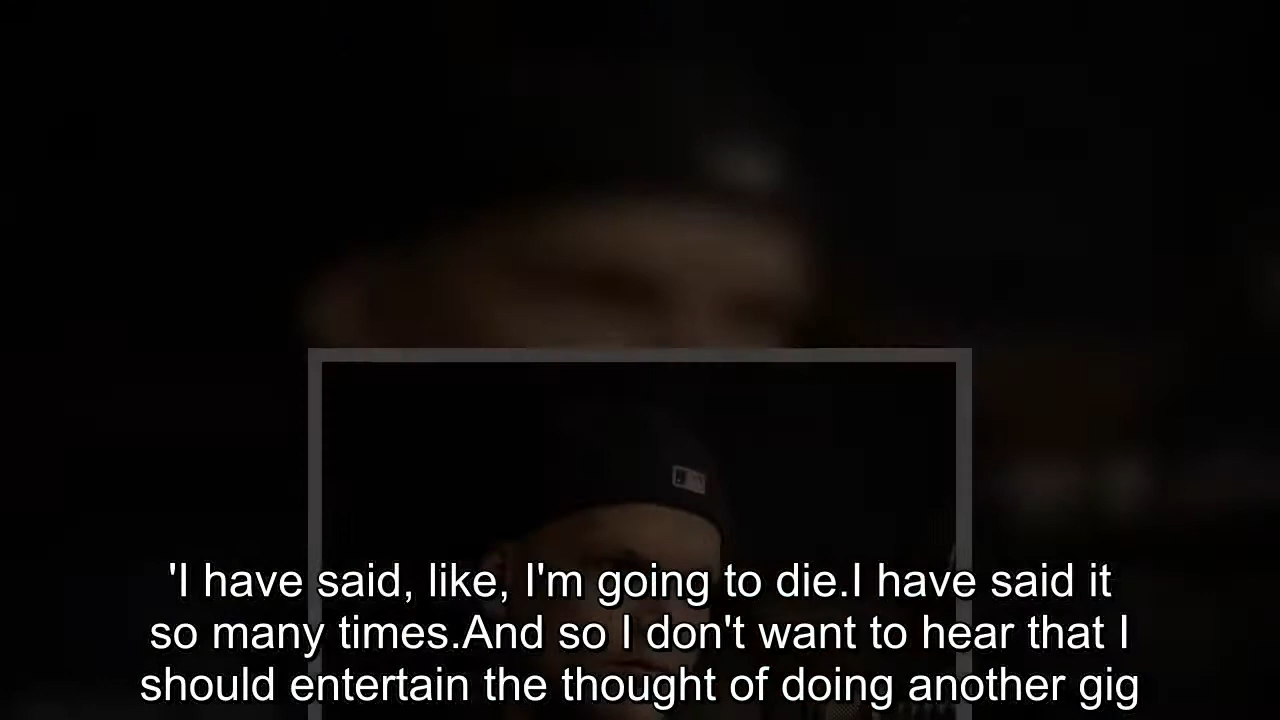 'I have said, like, I'm going to die.I have said it
so many times.And so I don't want to hear that I
should entertain the thought of doing another gig